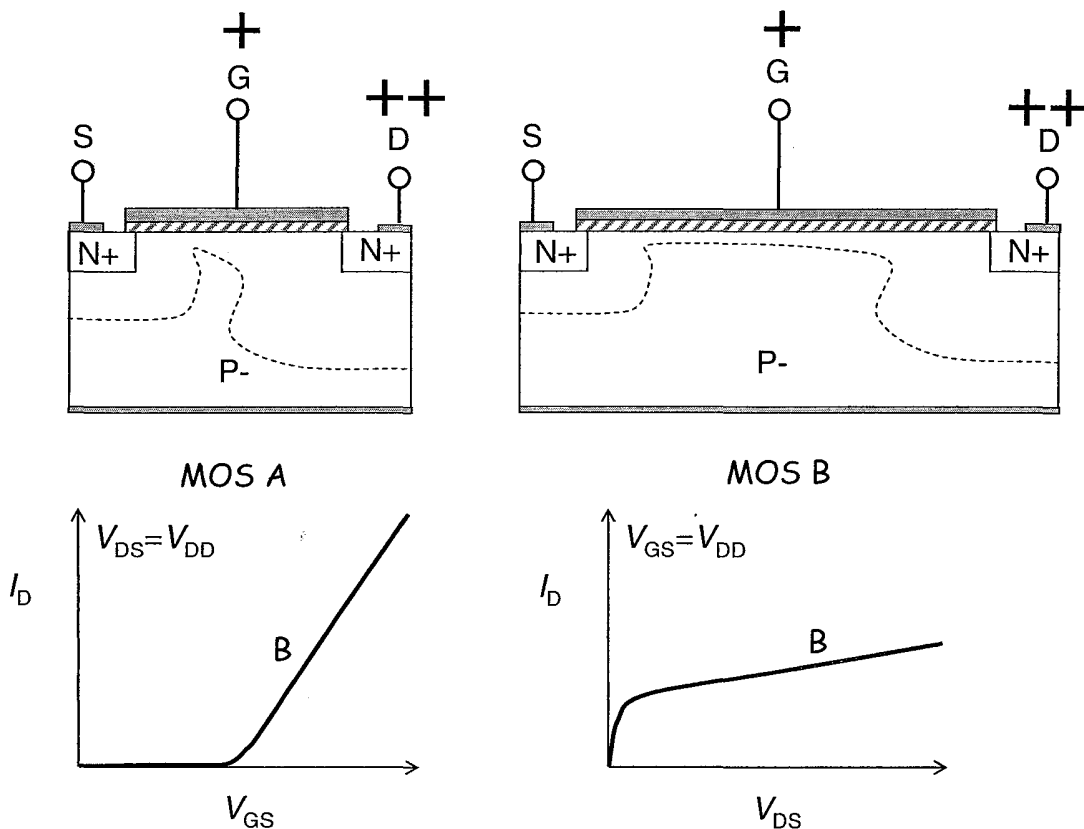 + +
G G
++ ++
S D S D
N+ N+ N+ N+
P- P-
MOS A MOS B
V_DS=V_DD V_GS=V_DD
I_D I_D
B B
V_GS V_DS